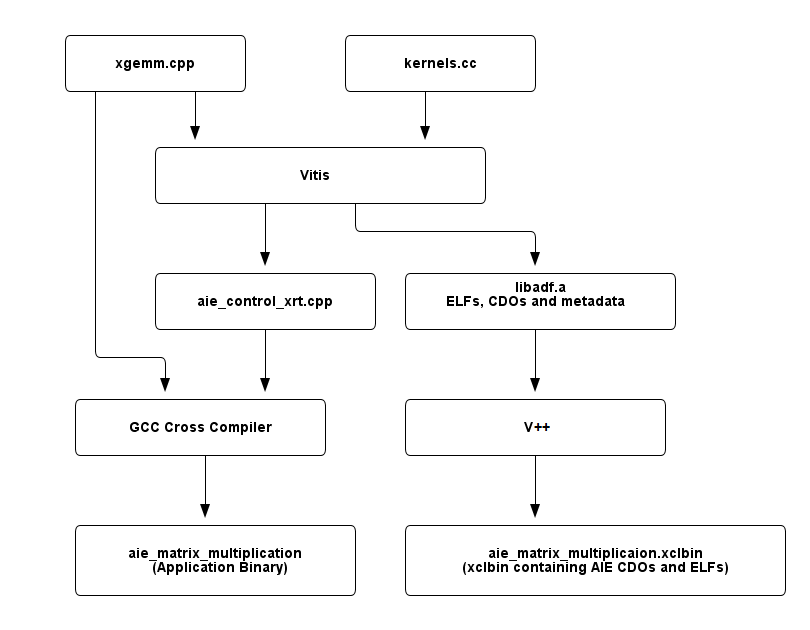 xgemm.cpp
kernels.cc
Vitis
aie_control_xrt.cpp
libadf.a
ELFs, CDOs and metadata
GCC Cross Compiler
V++
aie_matrix_multiplication
(Application Binary)
aie_matrix_multiplicaion.xclbin
(xclbin containing AIE CDOs and ELFs)